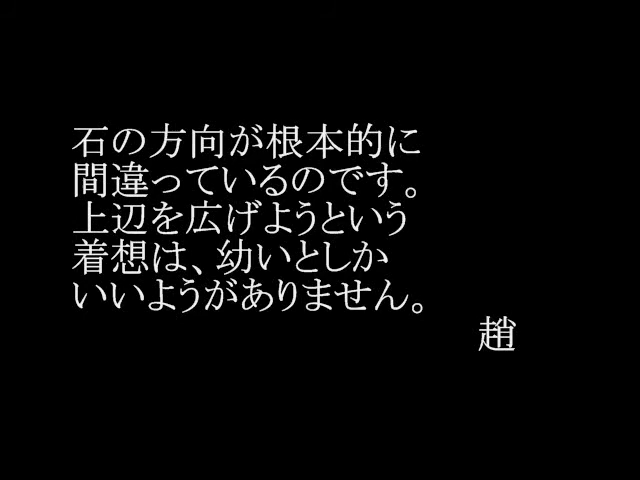 石の方向が根本的に
間違っているのです。
上辺を広げようという
着想は、幼いとしか
いいようがありません。
趙